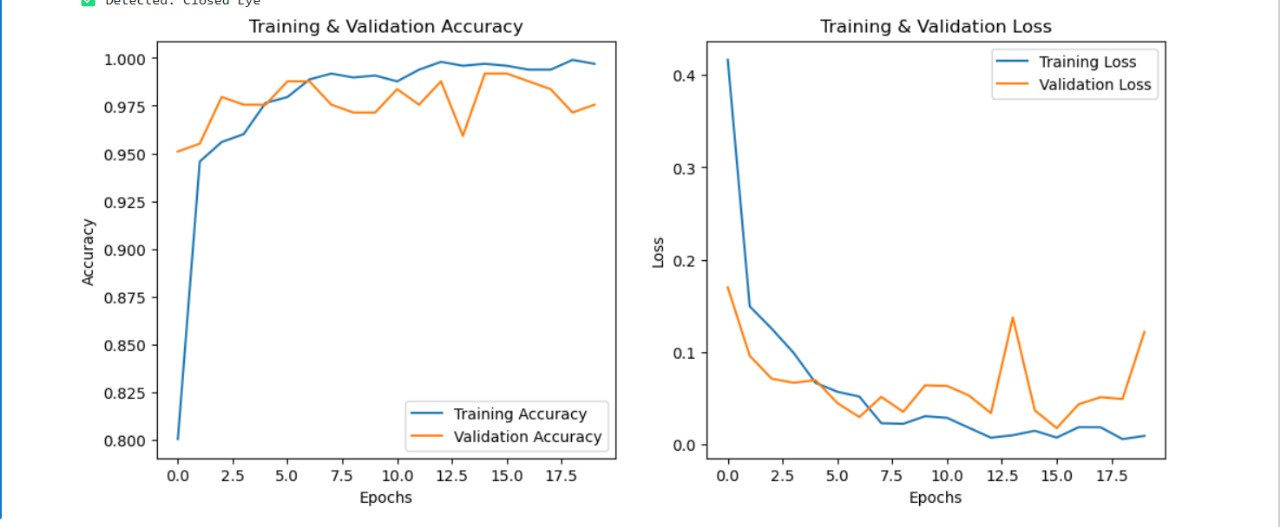 Detected: Closed Eye
Training & Validation Accuracy
1.000
0.975
0.950
0.925
0.900
0.875
0.850
0.825
0.800
Accuracy
Training Accuracy
Validation Accuracy
0.0 2.5 5.0 7.5 10.0 12.5 15.0 17.5
Epochs
Training & Validation Loss
Training Loss
Validation Loss
0.4
0.3
0.2
0.1
0.0
Loss
0.0 2.5 5.0 7.5 10.0 12.5 15.0 17.5
Epochs